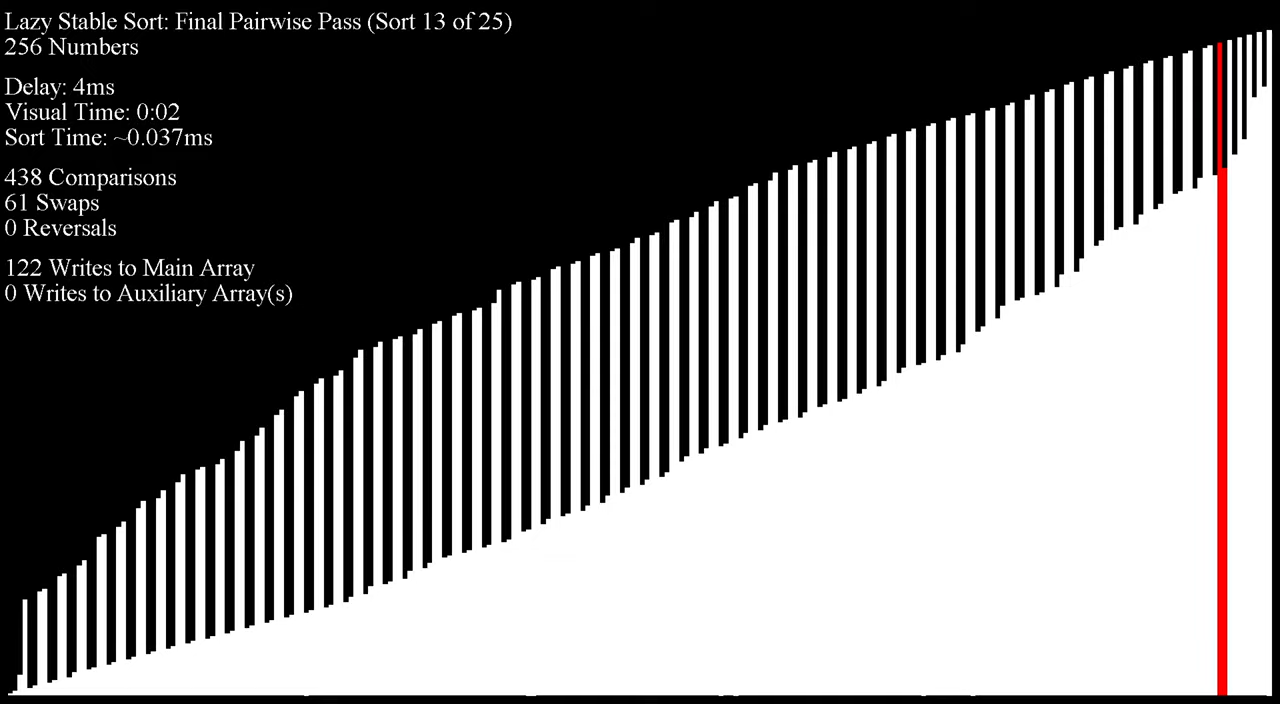 Lazy Stable Sort: Final Pairwise Pass (Sort 13 of 25)
256 Numbers
Delay: 4ms
Visual Time: 0:02
Sort Time: ~0.037ms
438 Comparisons
61 Swaps
0 Reversals
122 Writes to Main Array
0 Writes to Auxiliary Array(s)